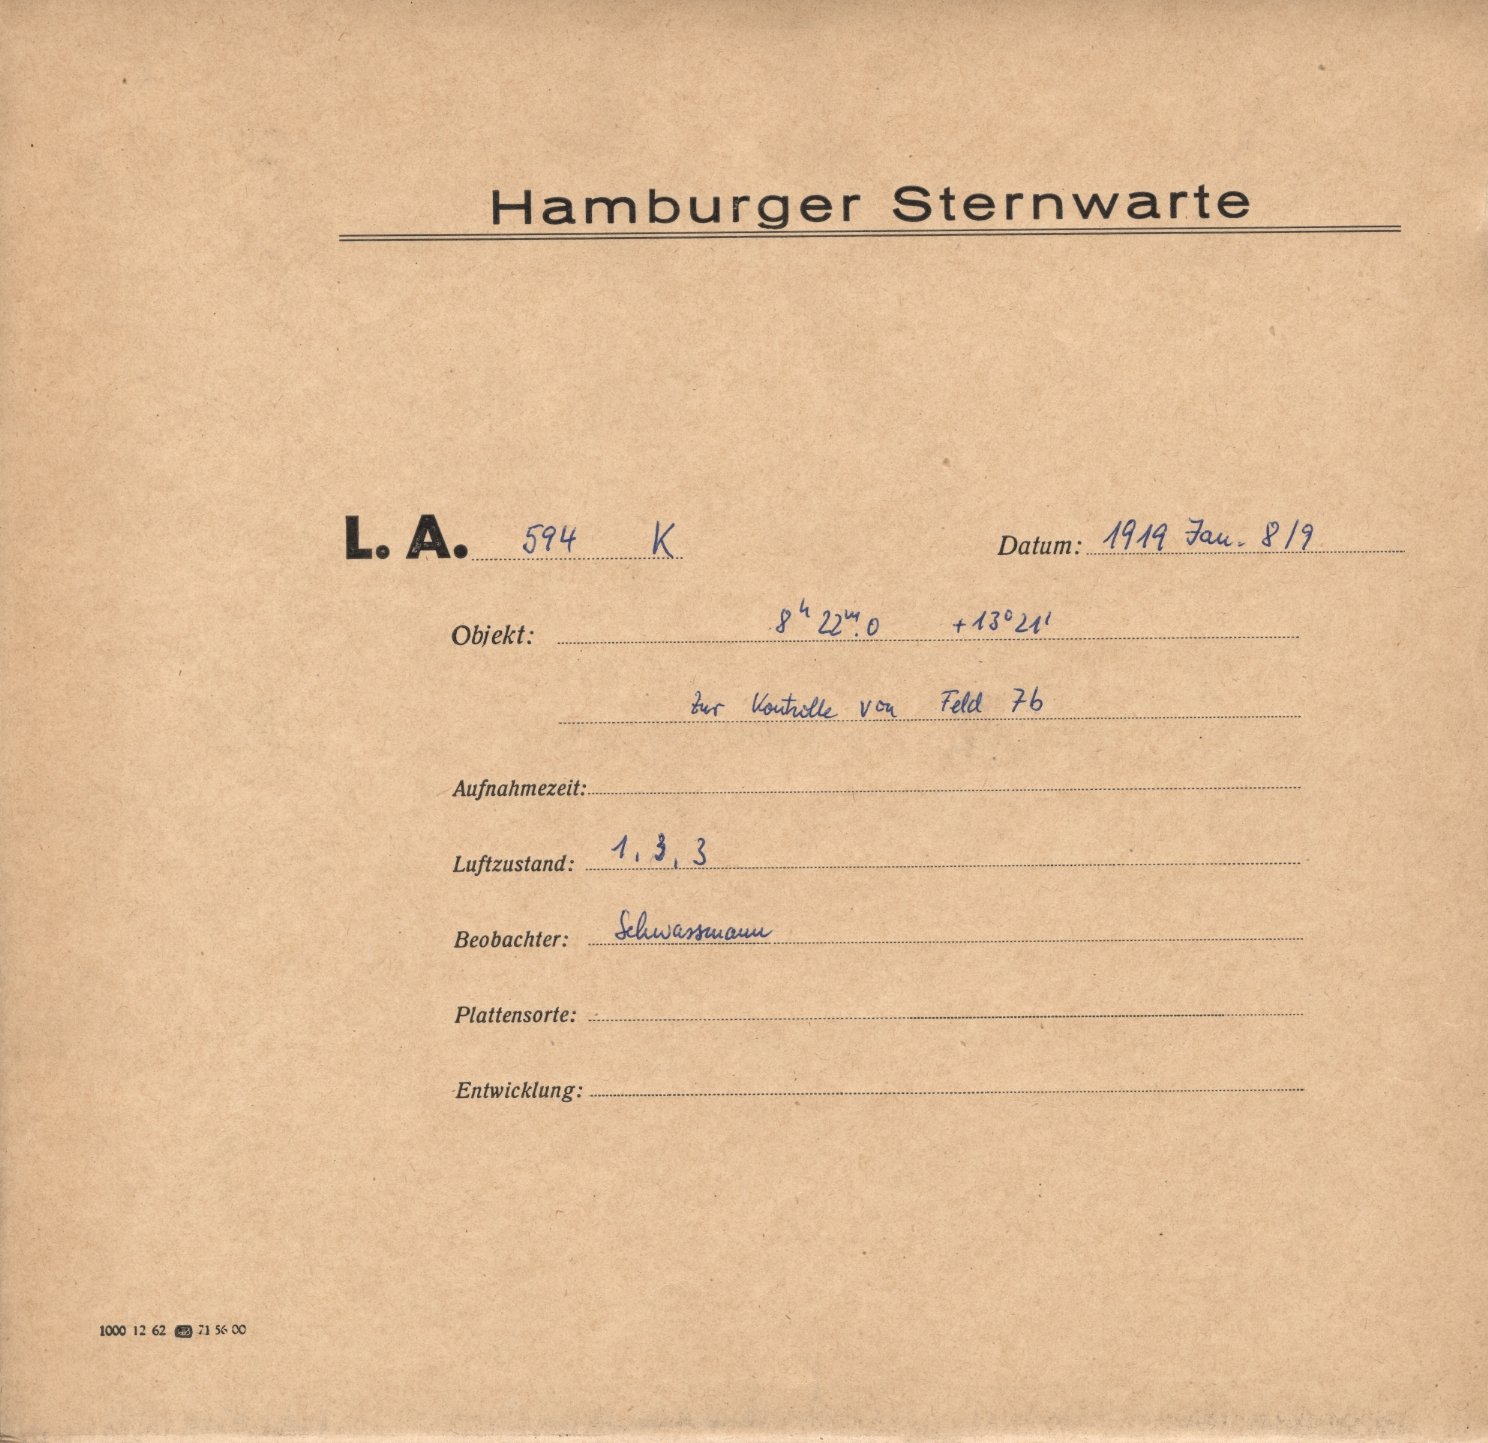 Hamburger Sternwarte
L. A. 594 K Datum: 1919 Jan. 8/9
Objekt: 8ʰ 22ᵐ.0 +13°21'
zur Kontrolle von Feld 76
Aufnahmezeit:
Luftzustand: 1, 3, 3
Beobachter: Schwassmann
Plattensorte:
Entwicklung:
1000 12 62 71 56 00